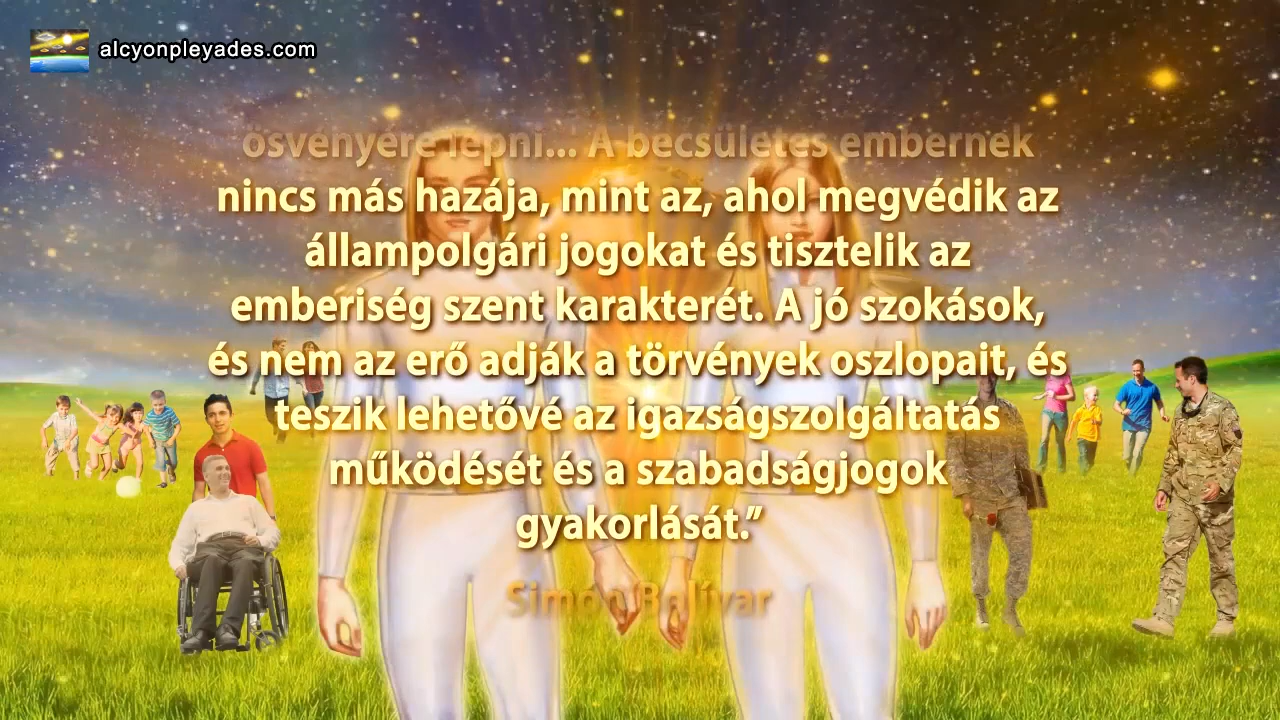 alcyonpleyades.com
ösvényére lépni... A becsületes embernek
nincs más hazája, mint az, ahol megvédik az
állampolgári jogokat és tisztelik az
emberiség szent karakterét. A jó szokások,
és nem az erő adják a törvények oszlopait, és
teszik lehetővé az igazságszolgáltatás
működését és a szabadságjogok
gyakorlását.”
Simón Bolívar